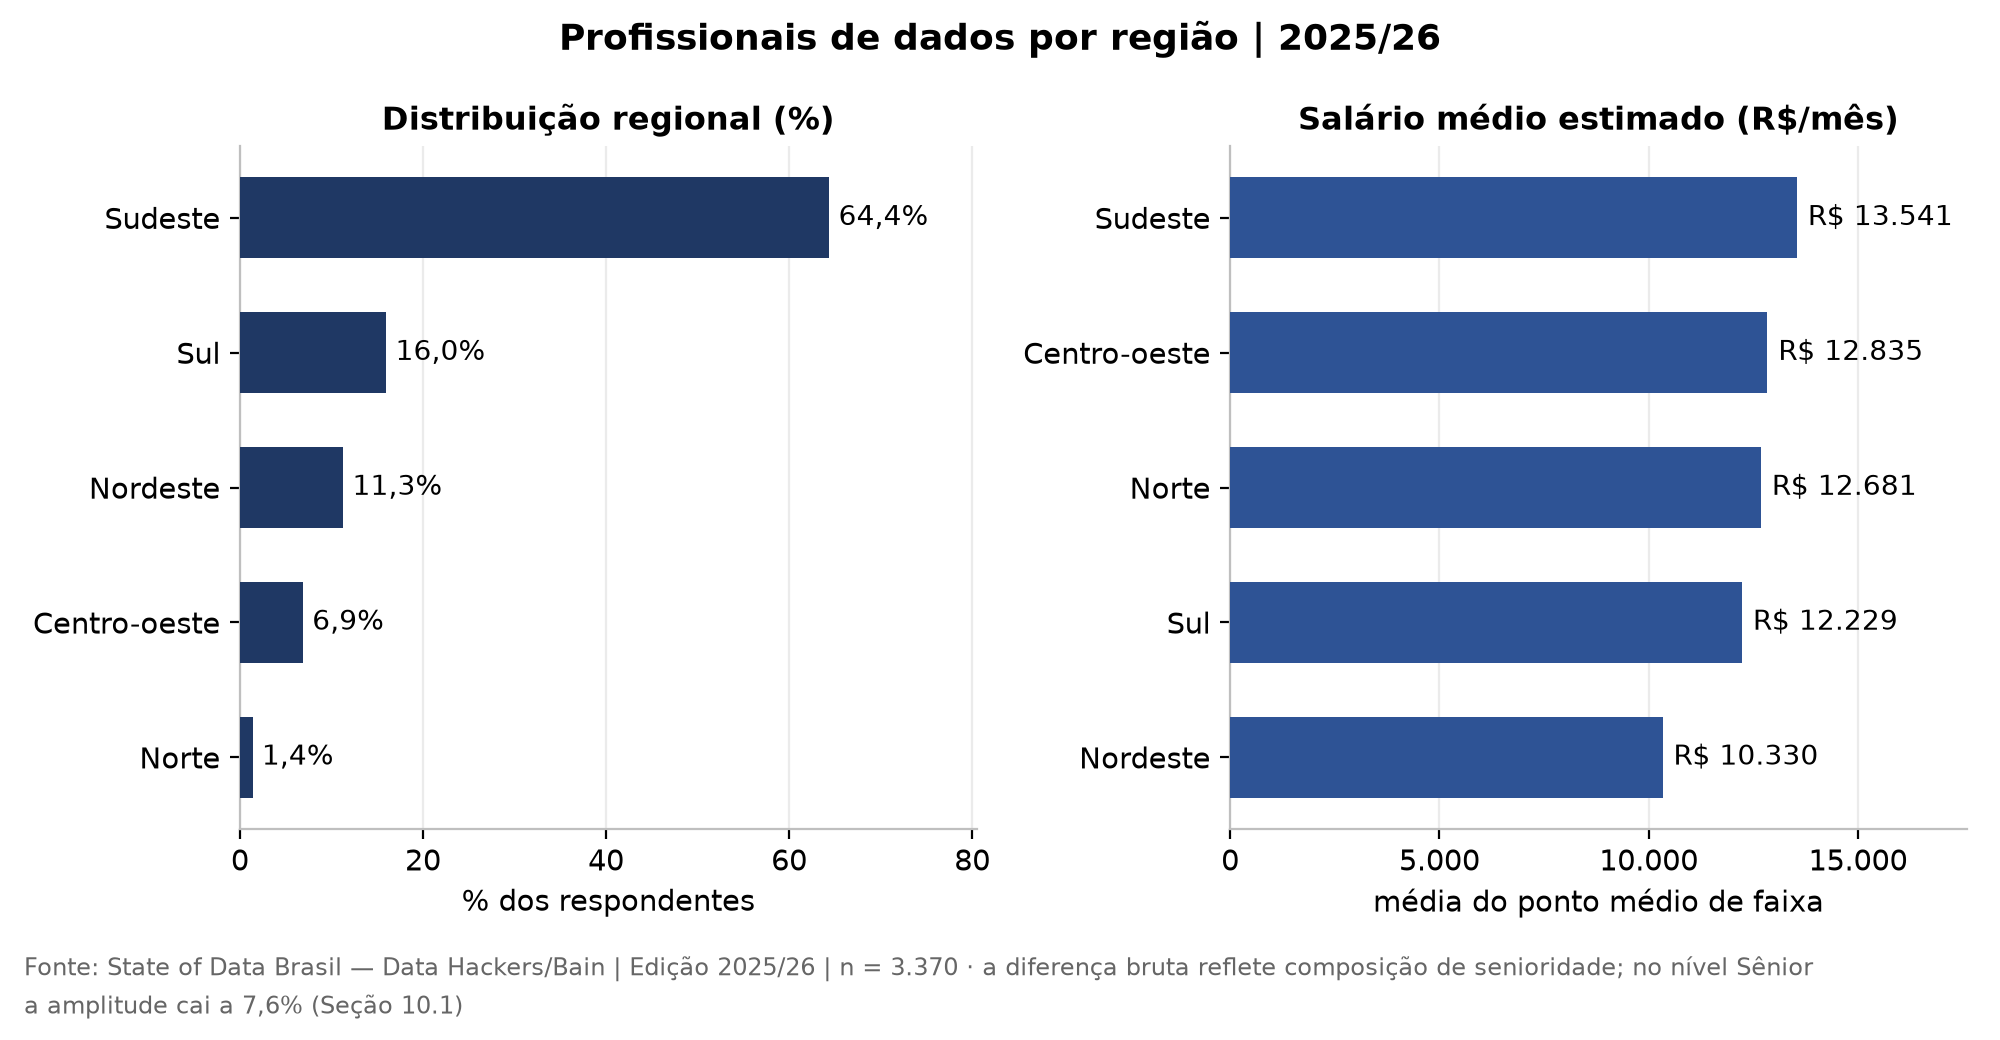 Profissionais de dados por região | 2025/26
Distribuição regional (%)
Sudeste
64,4%
Sul
16,0%
Nordeste
11,3%
Centro-oeste
6,9%
Norte
1,4%
0 20 40 60 80
% dos respondentes
Salário médio estimado (R$/mês)
Sudeste
R$ 13.541
Centro-oeste
R$ 12.835
Norte
R$ 12.681
Sul
R$ 12.229
Nordeste
R$ 10.330
0 5.000 10.000 15.000
média do ponto médio de faixa
Fonte: State of Data Brasil — Data Hackers/Bain | Edição 2025/26 | n = 3.370 · a diferença bruta reflete composição de senioridade; no nível Sênior
a amplitude cai a 7,6% (Seção 10.1)